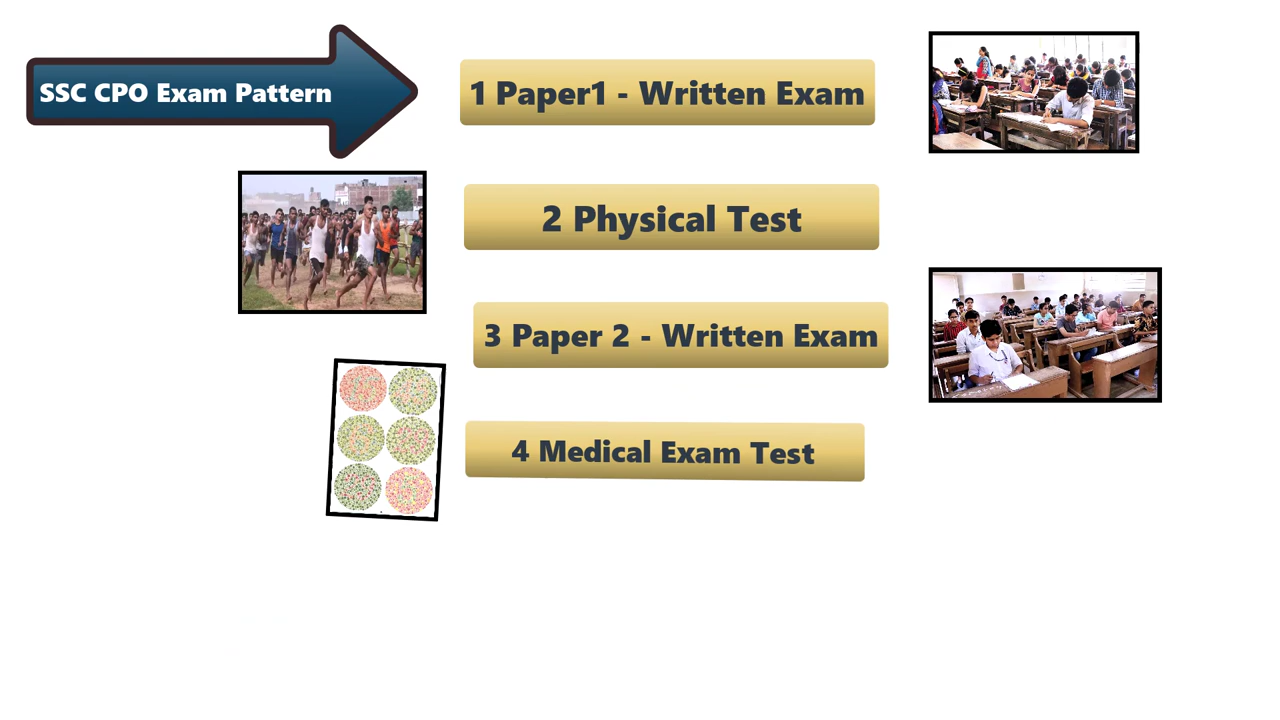 SSC CPO Exam Pattern
1 Paper1 - Written Exam
2 Physical Test
3 Paper 2 - Written Exam
4 Medical Exam Test